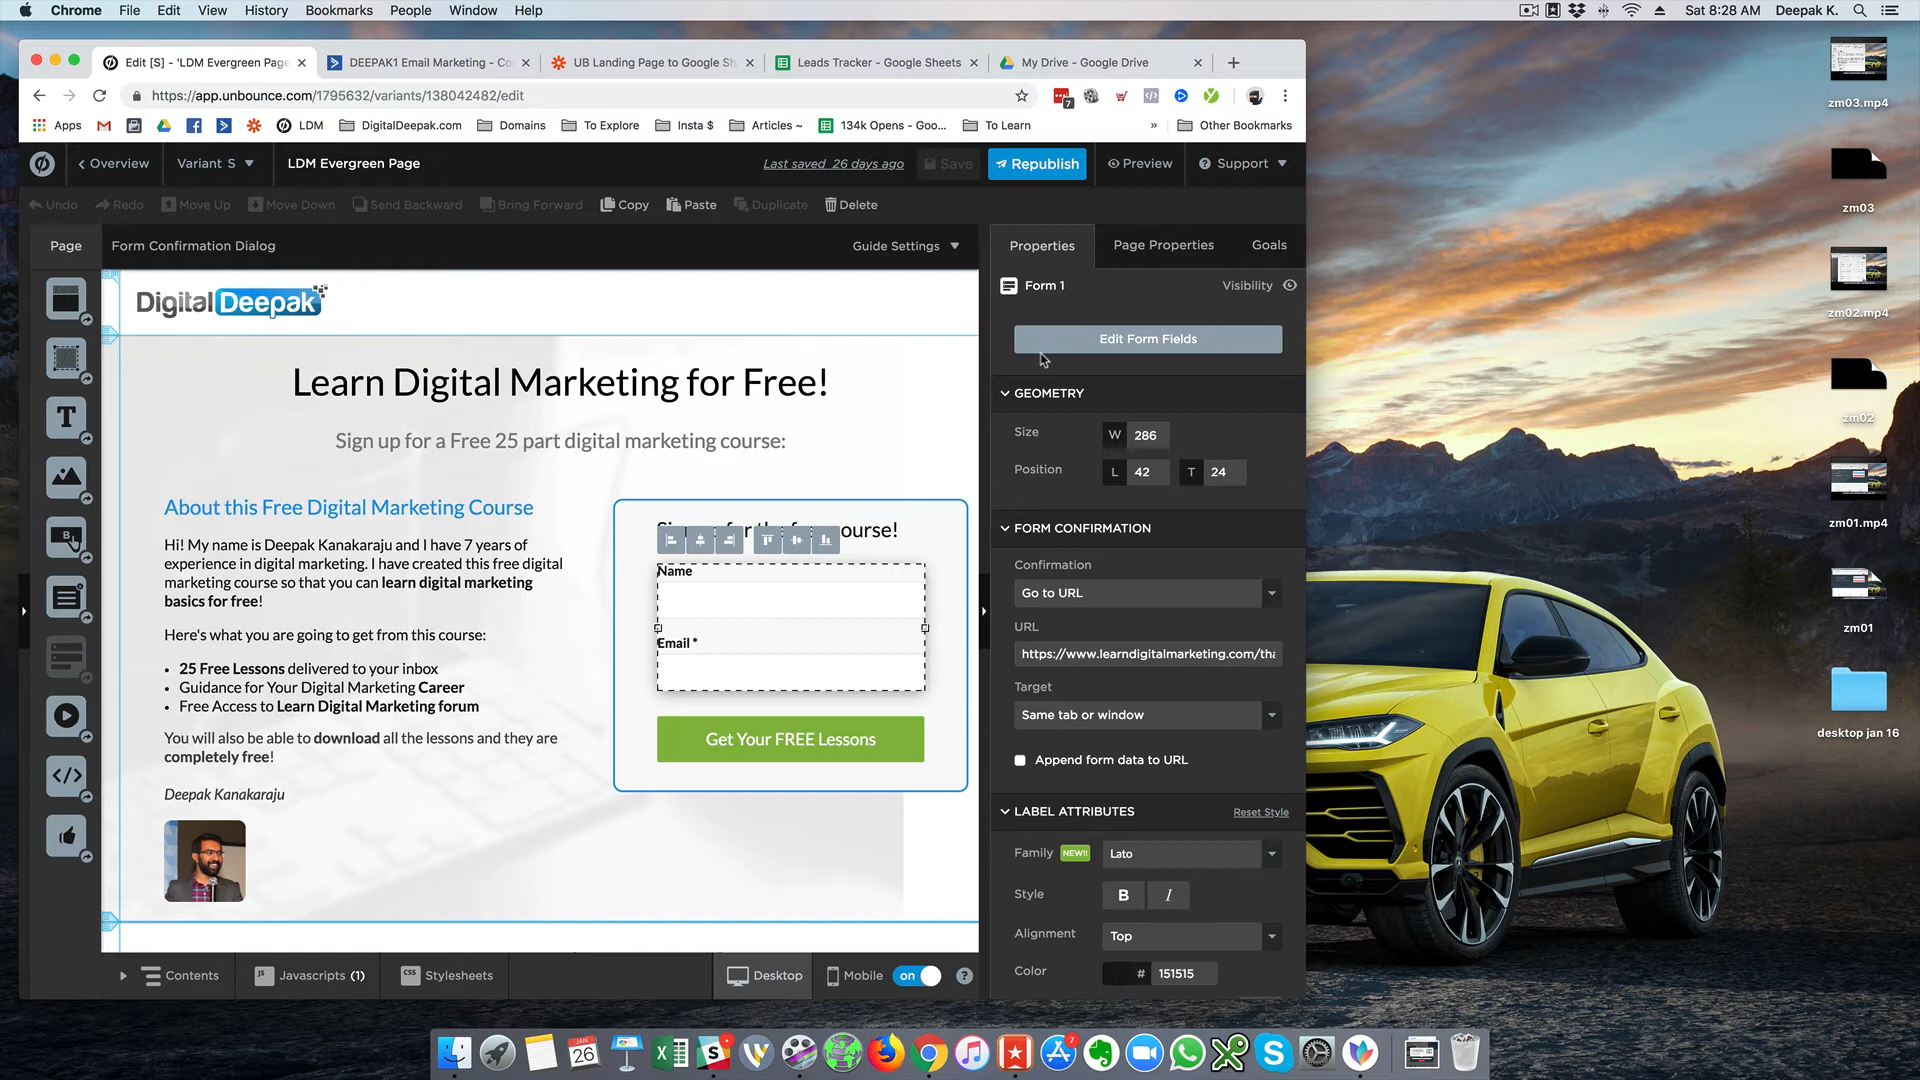 Chrome File Edit View History Bookmarks People Window Help
Sat 8:28 AM Deepak K.
Edit [S] - 'LDM Evergreen Page
DEEPAK1 Email Marketing - Co
UB Landing Page to Google Sh
Leads Tracker - Google Sheets
My Drive - Google Drive
https://app.unbounce.com/1795632/variants/138042482/edit
7
Apps LDM DigitalDeepak.com Domains To Explore Insta $ Articles ~ 134k Opens - Goo... To Learn » Other Bookmarks
Overview Variant S LDM Evergreen Page Last saved 26 days ago Save Republish Preview Support
Undo Redo Move Up Move Down Send Backward Bring Forward Copy Paste Duplicate Delete
Page Form Confirmation Dialog Guide Settings
Properties Page Properties Goals
Form 1 Visibility
Edit Form Fields
GEOMETRY
Size W 286
Position L 42 T 24
FORM CONFIRMATION
Confirmation
Go to URL
URL
https://www.learndigitalmarketing.com/tha
Target
Same tab or window
Append form data to URL
LABEL ATTRIBUTES Reset Style
Family NEW!! Lato
Style B I
Alignment Top
Color # 151515
DigitalDeepak
Learn Digital Marketing for Free!
Sign up for a Free 25 part digital marketing course:
About this Free Digital Marketing Course
Hi! My name is Deepak Kanakaraju and I have 7 years of
experience in digital marketing. I have created this free digital
marketing course so that you can learn digital marketing
basics for free!
Here's what you are going to get from this course:
25 Free Lessons delivered to your inbox
Guidance for Your Digital Marketing Career
Free Access to Learn Digital Marketing forum
You will also be able to download all the lessons and they are
completely free!
Deepak Kanakaraju
course!
Name
Email *
Get Your FREE Lessons
Contents JS Javascripts (1) CSS Stylesheets Desktop Mobile on ?
zm03.mp4
zm03
zm02.mp4
zm02
zm01.mp4
zm01
desktop jan 16
JAN
26
7